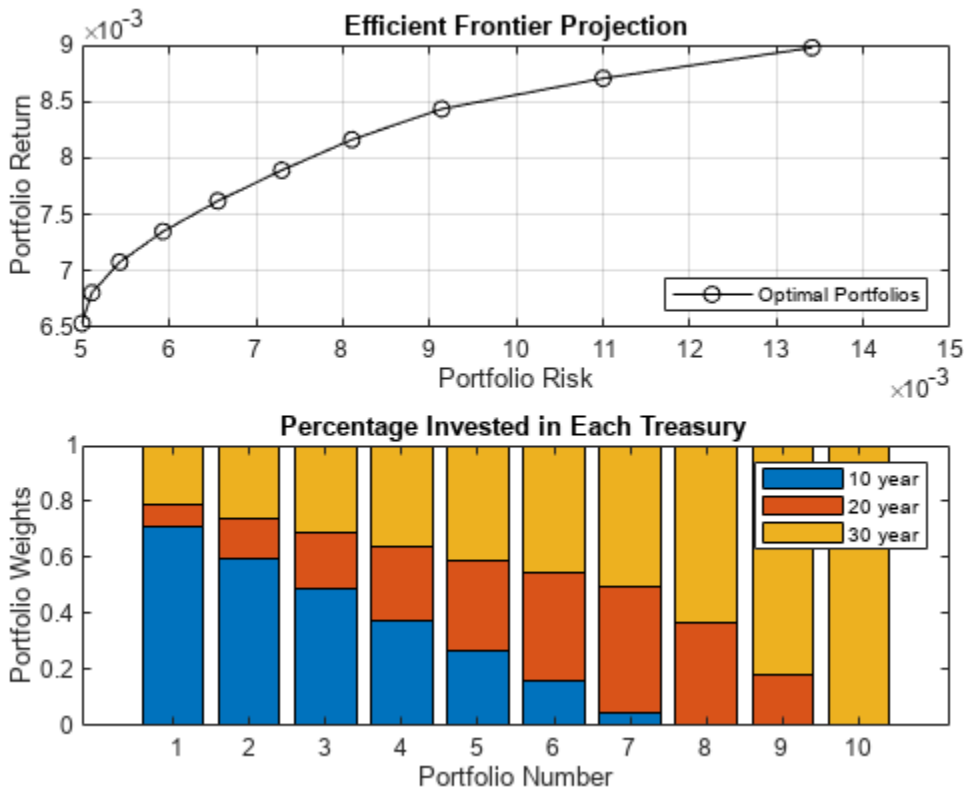 ×10⁻³
Efficient Frontier Projection
9
8.5
8
7.5
7
6.5
Portfolio Return
Optimal Portfolios
5 6 7 8 9 10 11 12 13 14 15
Portfolio Risk
×10⁻³
Percentage Invested in Each Treasury
1
0.8
0.6
0.4
0.2
0
Portfolio Weights
10 year
20 year
30 year
1 2 3 4 5 6 7 8 9 10
Portfolio Number